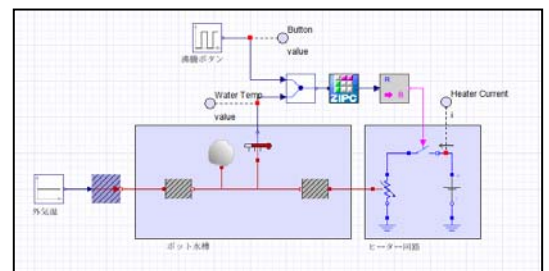 Button
value
沸騰ボタン
Water Temp
value
ZIPC
R
B
Heater Current
i
外気温
ポット水槽
ヒーター回路